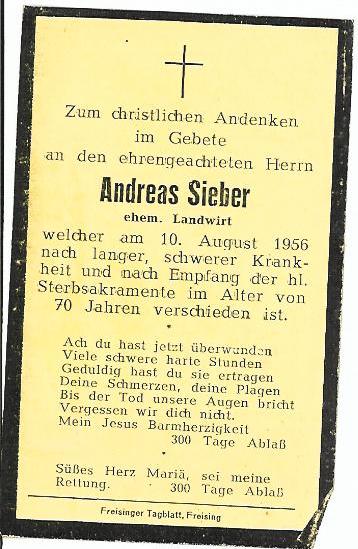 Zum christlichen Andenken
im Gebete
an den ehrengeachteten Herrn
Andreas Sieber
ehem. Landwirt
welcher am 10. August 1956
nach langer, schwerer Krank-
heit und nach Empfang der hl.
Sterbsakramente im Alter von
70 Jahren verschieden ist.
*
Ach du hast jetzt überwunden
Viele schwere harte Stunden
Geduldig hast du sie ertragen
Deine Schmerzen, deine Plagen
Bis der Tod unsere Augen bricht
Vergessen wir dich nicht.
Mein Jesus Barmherzigkeit
300 Tage Ablaß
*
Süßes Herz Mariä, sei meine
Rettung. 300 Tage Ablaß
Freisinger Tagblatt, Freising